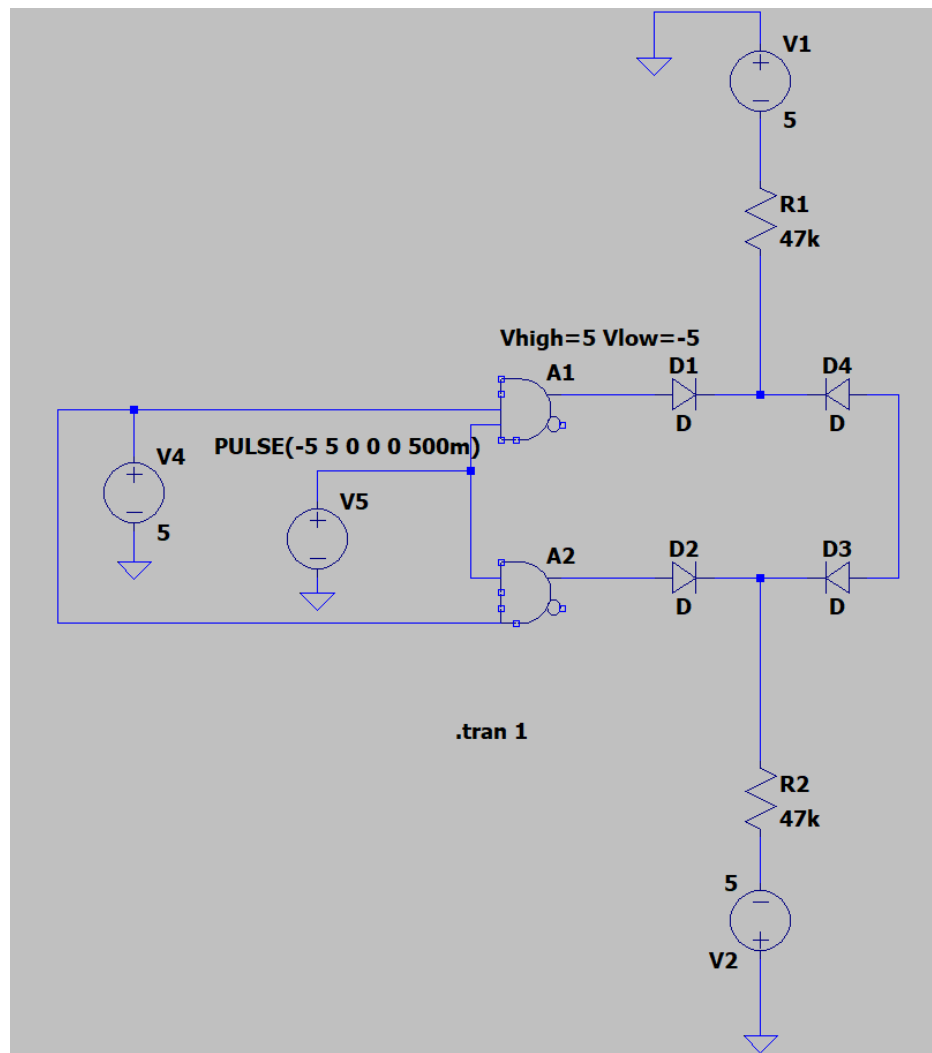 V1
5
R1
47k
Vhigh=5 Vlow=-5
A1
D1
D4
D
D
PULSE(-5 5 0 0 0 500m)
V4
5
V5
A2
D2
D3
D
D
.tran 1
R2
47k
5
V2